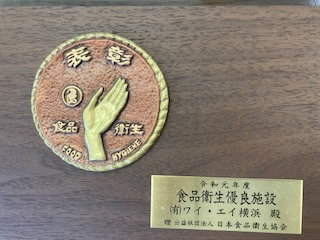 表彰
食品 衛生
FOOD HYGIENE
令和元年度
食品衛生優良施設
㈲ワイ・エイ横浜 殿
贈 公益社団法人 日本食品衛生協会